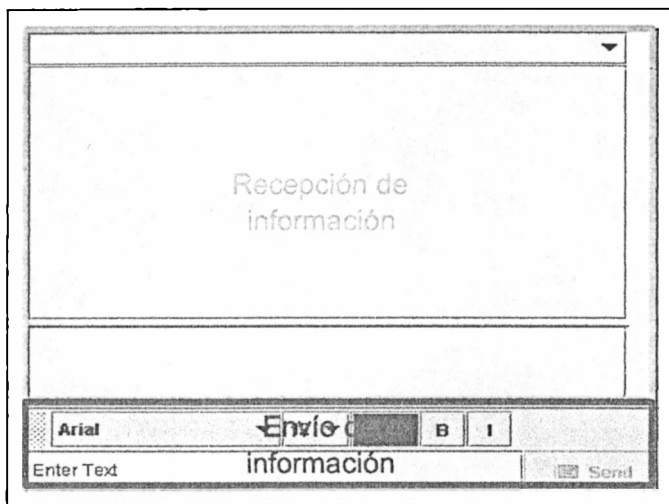 Recepción de
información
Arial
Envío
B
I
Enter Text
información
Send